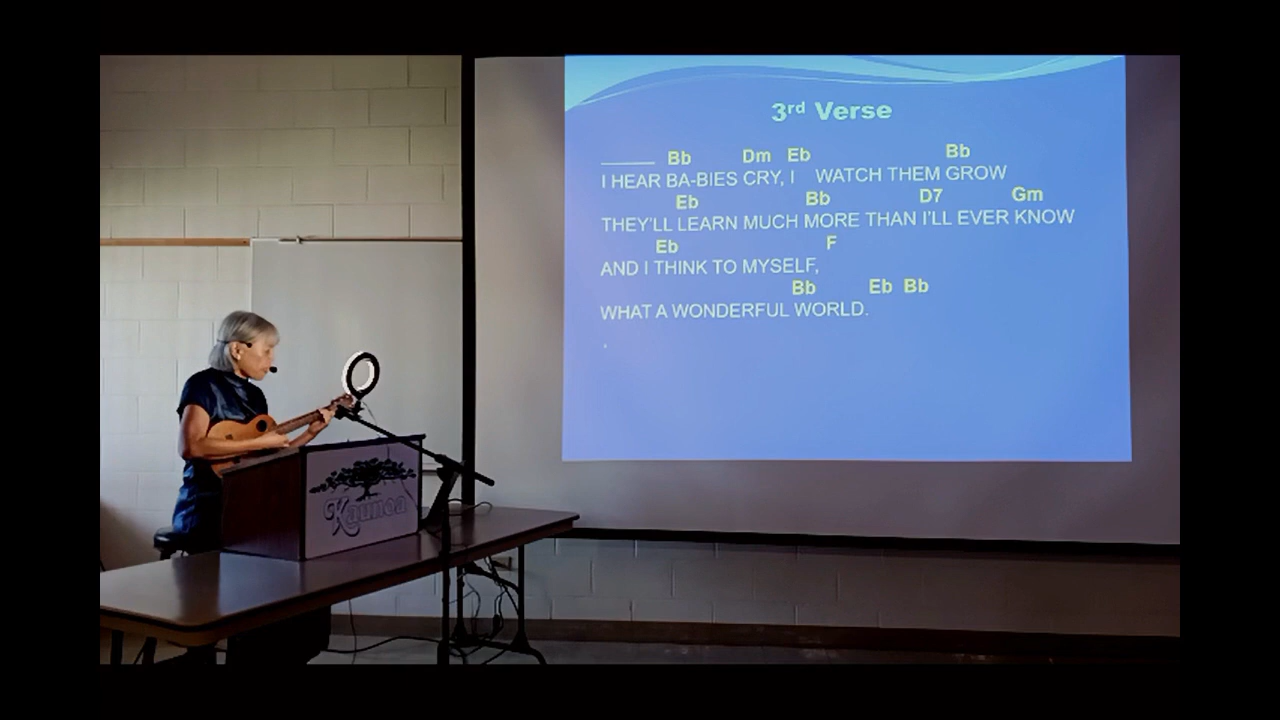 3rd Verse
______ Bb Dm Eb Bb
I HEAR BA-BIES CRY, I WATCH THEM GROW
Eb Bb D7 Gm
THEY'LL LEARN MUCH MORE THAN I'LL EVER KNOW
Eb F
AND I THINK TO MYSELF,
Bb Eb Bb
WHAT A WONDERFUL WORLD.
.
Kaunoa